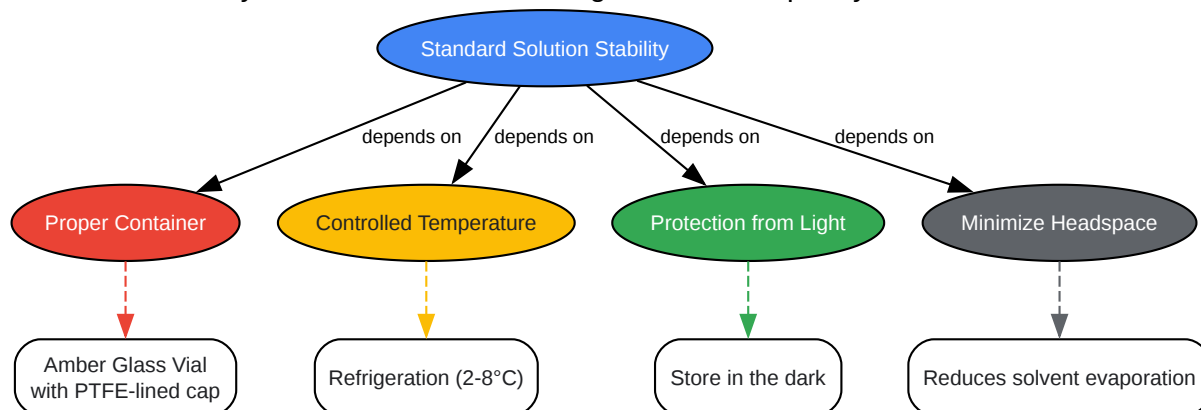 Standard Solution Stability
depends on
depends on
depends on
depends on
Proper Container
Controlled Temperature
Protection from Light
Minimize Headspace
Amber Glass Vial
with PTFE-lined cap
Refrigeration (2-8°C)
Store in the dark
Reduces solvent evaporation